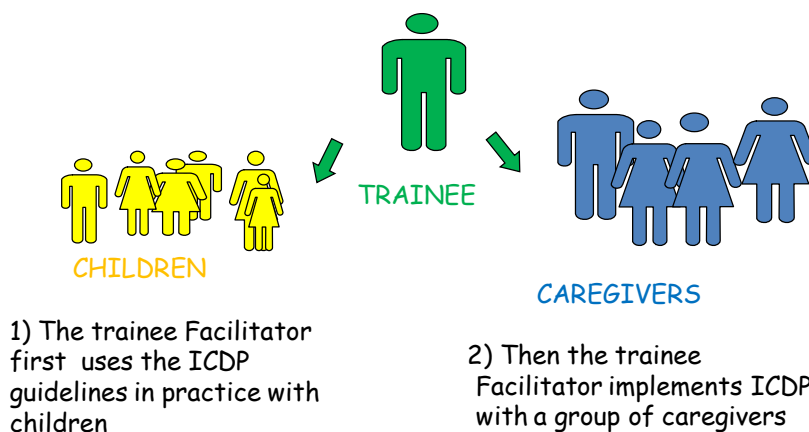 TRAINEE
CHILDREN
CAREGIVERS
1) The trainee Facilitator
first uses the ICDP
guidelines in practice with
children
2) Then the trainee
Facilitator implements ICDP
with a group of caregivers